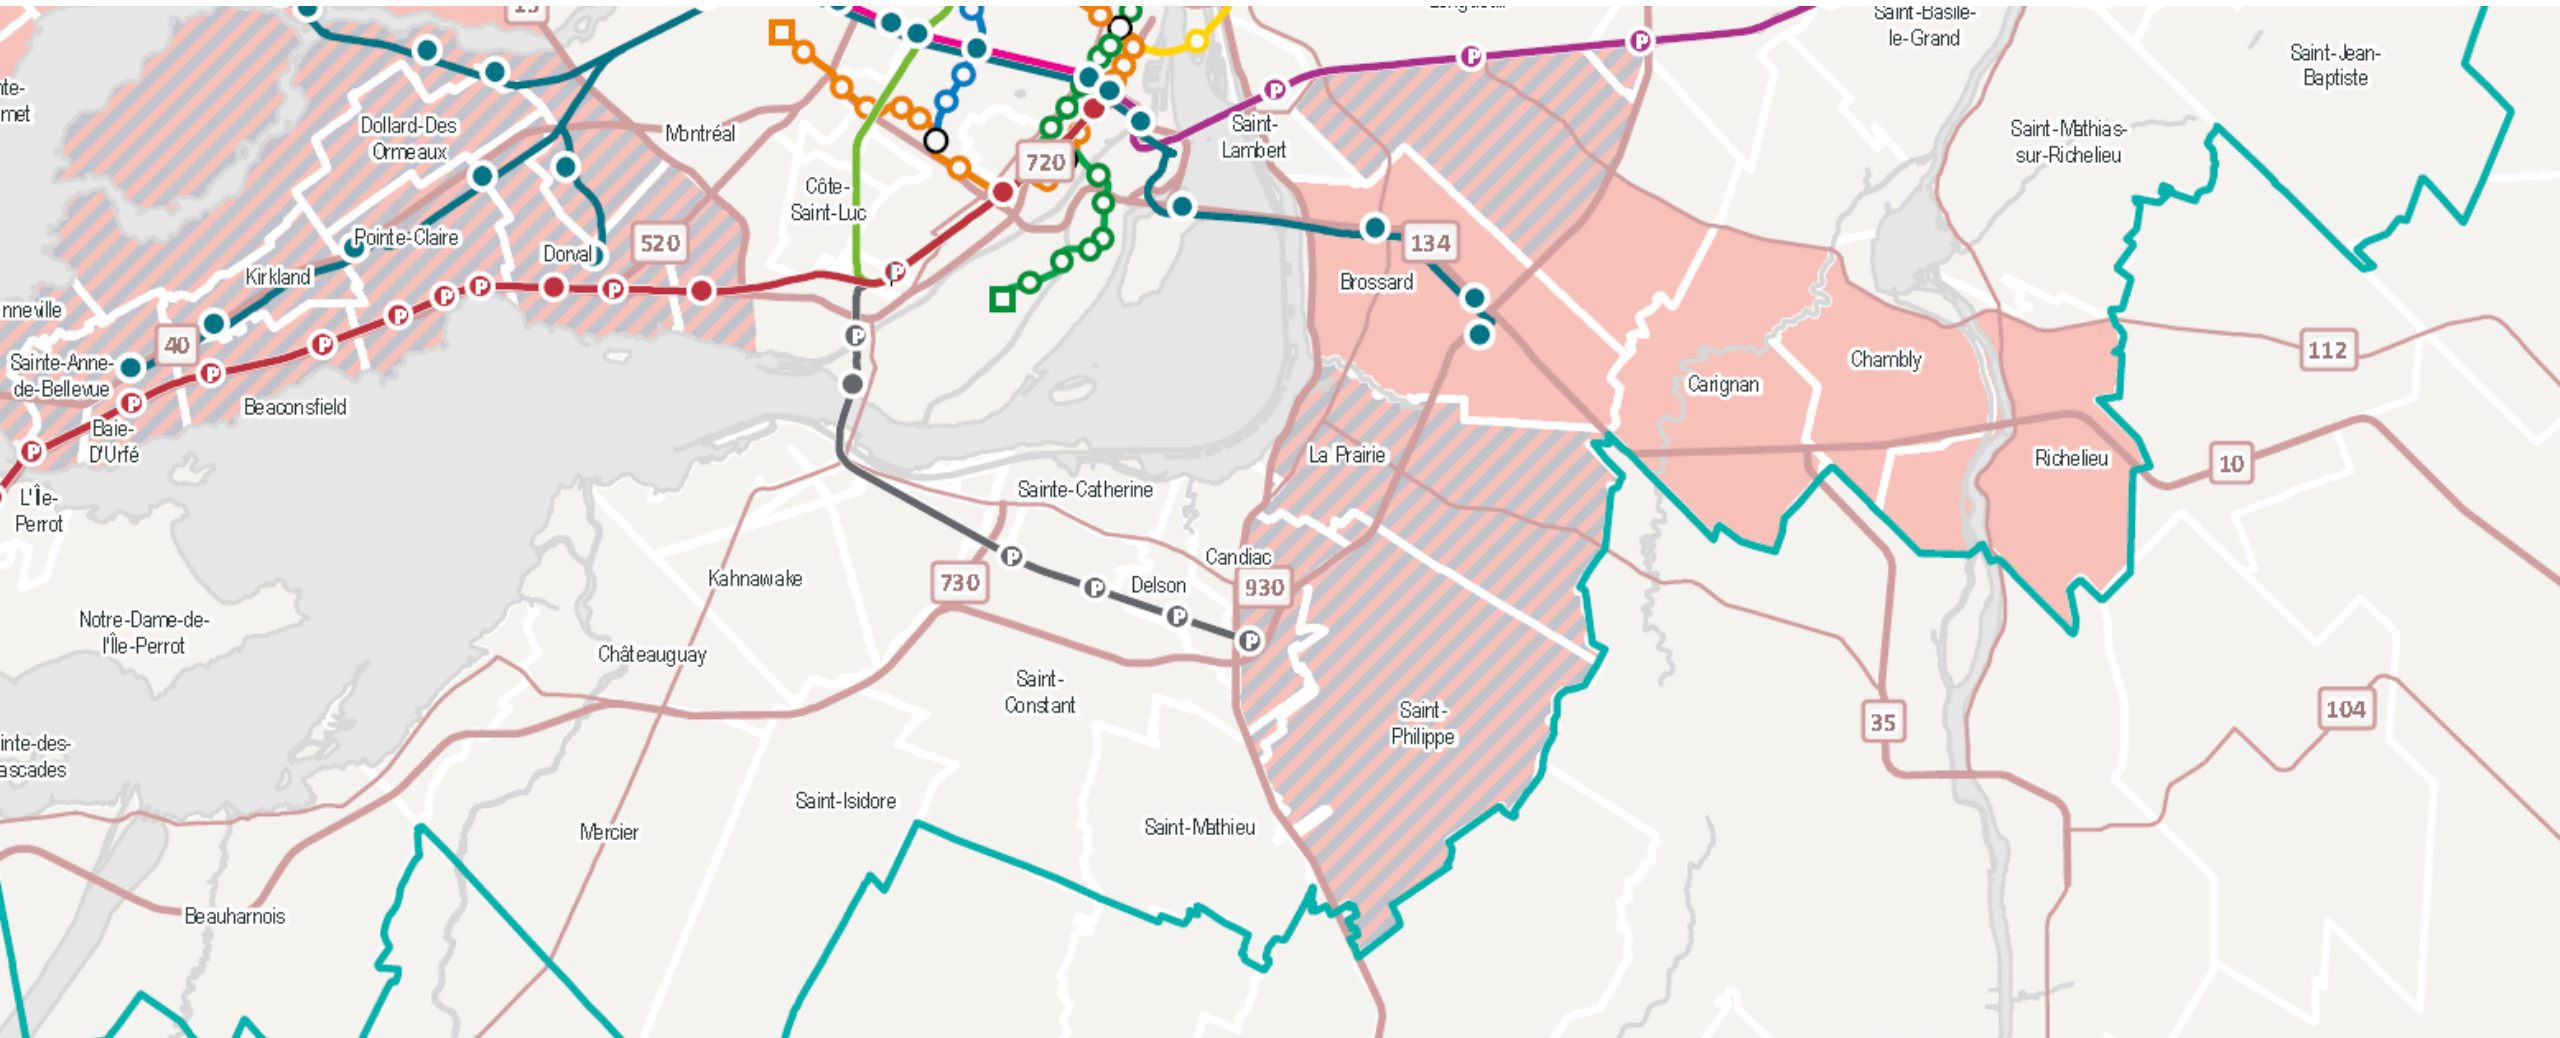 Saint-Basile-
le-Grand
Saint-Jean-
Baptiste
Dollard-Des
Ormeaux
Montréal
Saint-
Lambert
Saint-Mathias-
sur-Richelieu
720
Côte-
Saint-Luc
Pointe-Claire
Dorval
520
134
Kirkland
Brossard
P
P
P
P
P
P
P
P
P
P
P
P
P
40
112
Sainte-Anne-
de-Bellevue
Chambly
Carignan
Beaconsfield
Baie-
D'Urfé
La Prairie
Richelieu
10
L'Île-
Perrot
Sainte-Catherine
Candiac
Kahnawake
730
Delson
930
P
P
P
P
Notre-Dame-de-
l'Île-Perrot
Châteauguay
Saint-
Constant
Saint-
Philippe
35
104
Saint-Isidore
Mercier
Saint-Mathieu
Beauharnois